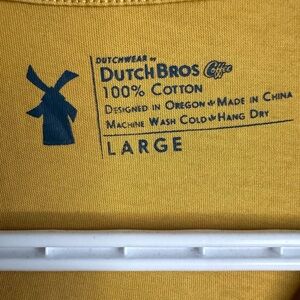 DUTCHWEAR BY
DUTCH BROS Coffee
100% COTTON
DESIGNED IN OREGON MADE IN CHINA
MACHINE WASH COLD HANG DRY
LARGE